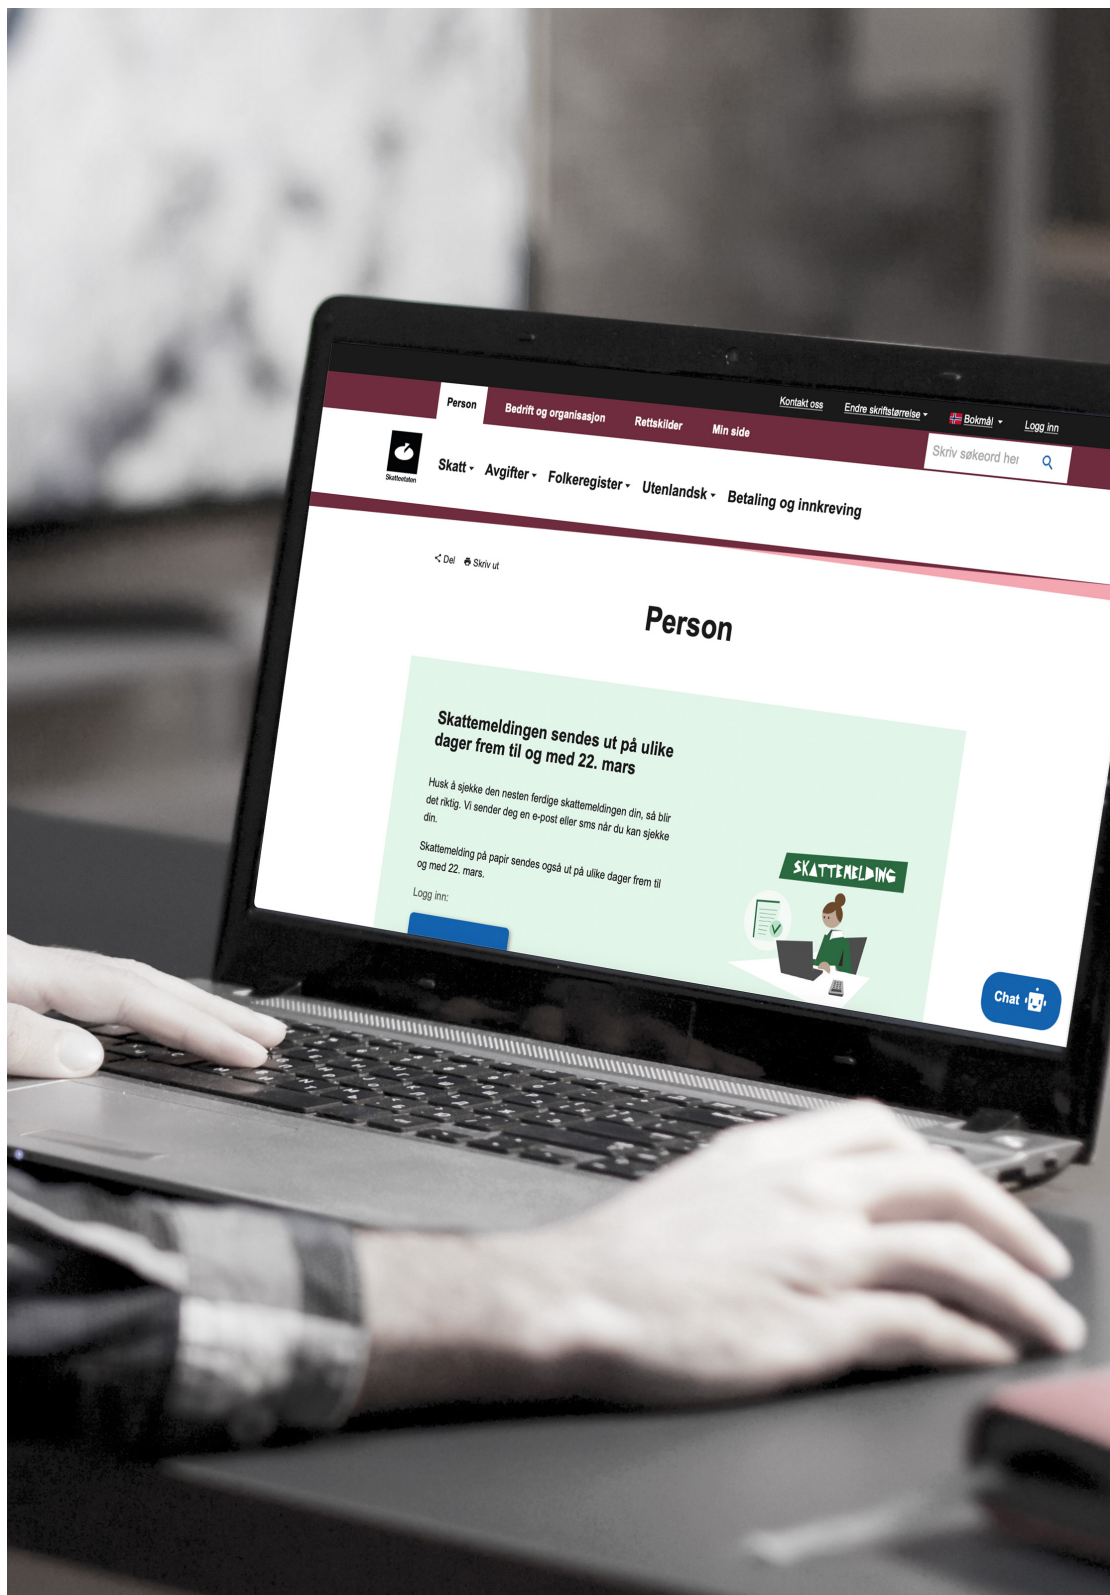 Kontakt oss Endre skriftstørrelse Bokmål Logg inn
Person Bedrift og organisasjon Rettskilder Min side
Skriv søkeord her
Skatteetaten
Skatt Avgifter Folkeregister Utenlandsk Betaling og innkreving
Del Skriv ut
Person
Skattemeldingen sendes ut på ulike
dager frem til og med 22. mars
Husk å sjekke den nesten ferdige skattemeldingen din, så blir
det riktig. Vi sender deg en e-post eller sms når du kan sjekke
din.
Skattemelding på papir sendes også ut på ulike dager frem til
og med 22. mars.
Logg inn:
SKATTEMELDING
Chat